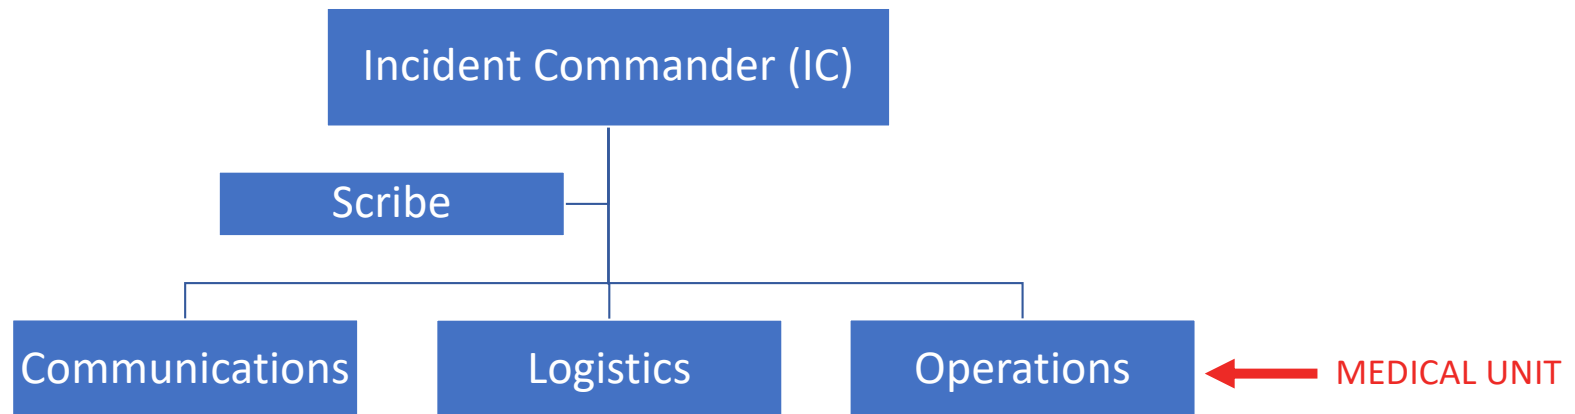 Incident Commander (IC)
Scribe
Communications
Logistics
Operations
MEDICAL UNIT